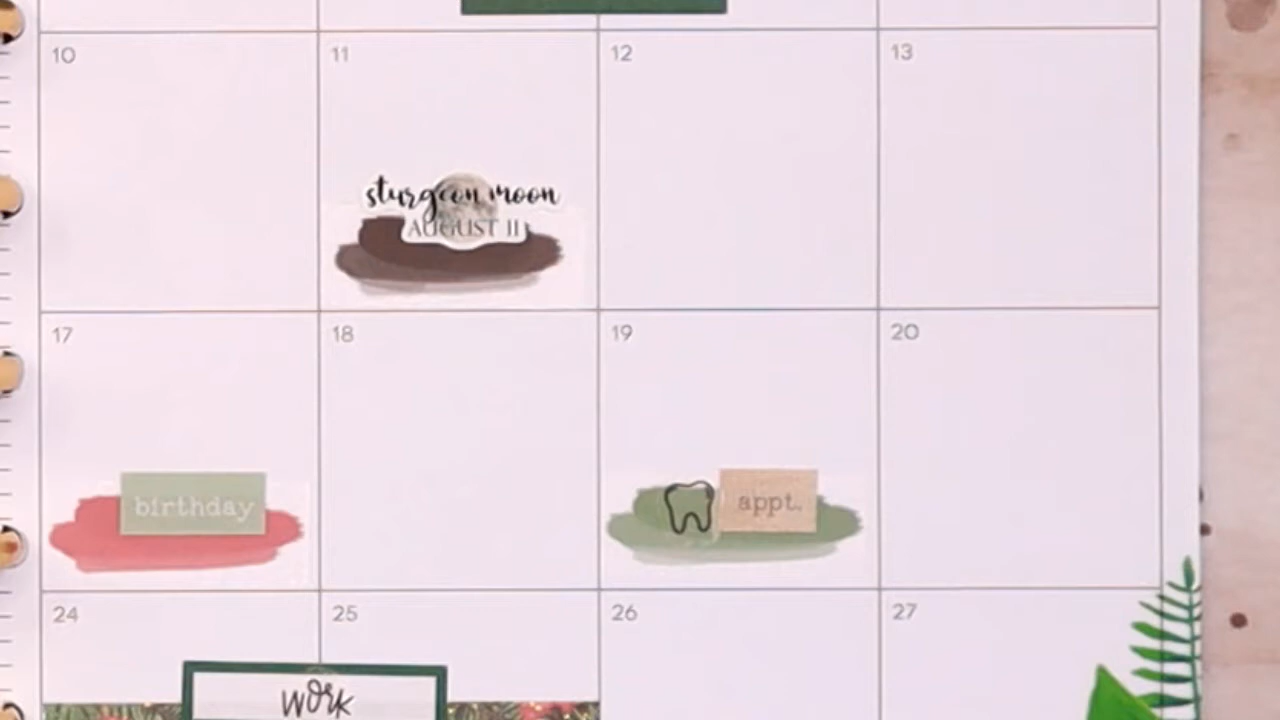 10 11 12 13
sturgeon moon
AUGUST 11
17 18 19 20
birthday
appt.
24 25 26 27
work